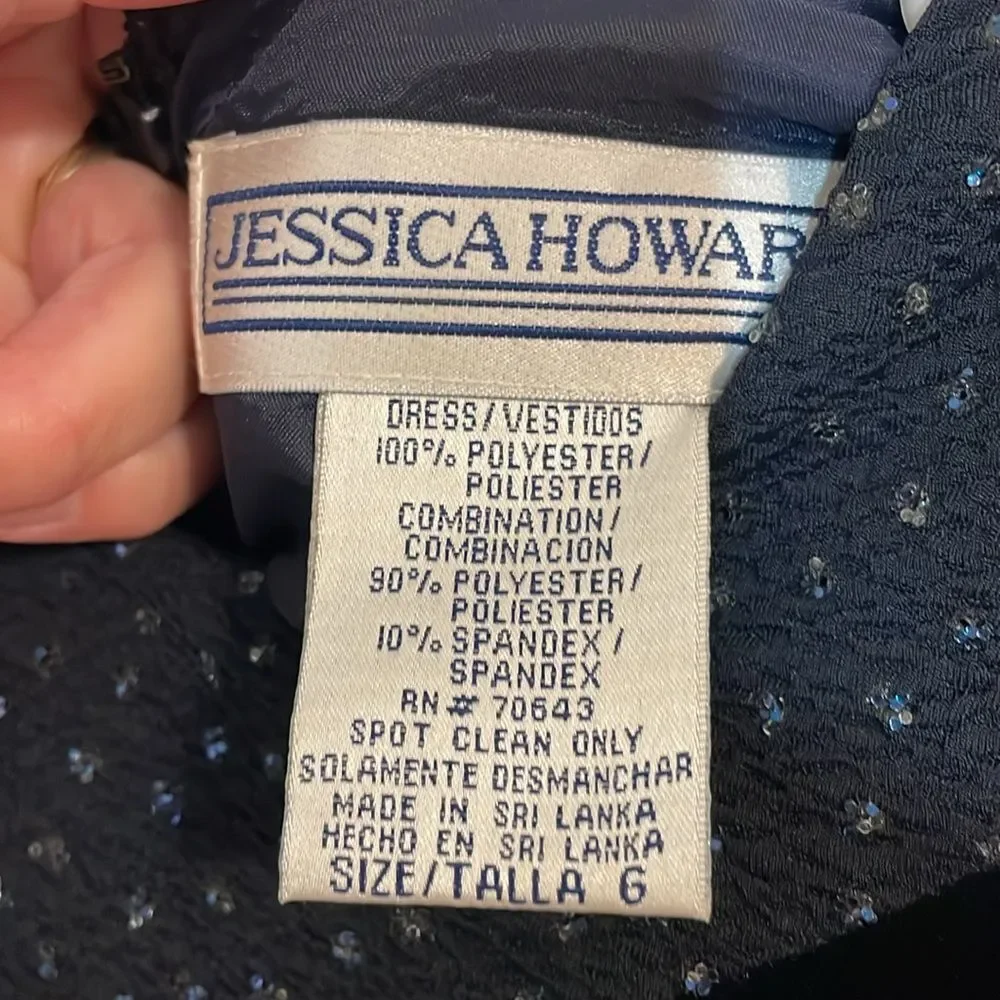 JESSICA HOWAR
DRESS/VESTIDOS
100% POLYESTER/
POLIESTER
COMBINATION/
COMBINACION
90% POLYESTER/
POLIESTER
10% SPANDEX/
SPANDEX
RN # 70643
SPOT CLEAN ONLY
SOLAMENTE DESMANCHAR
MADE IN SRI LANKA
HECHO EN SRI LANKA
SIZE/TALLA 6